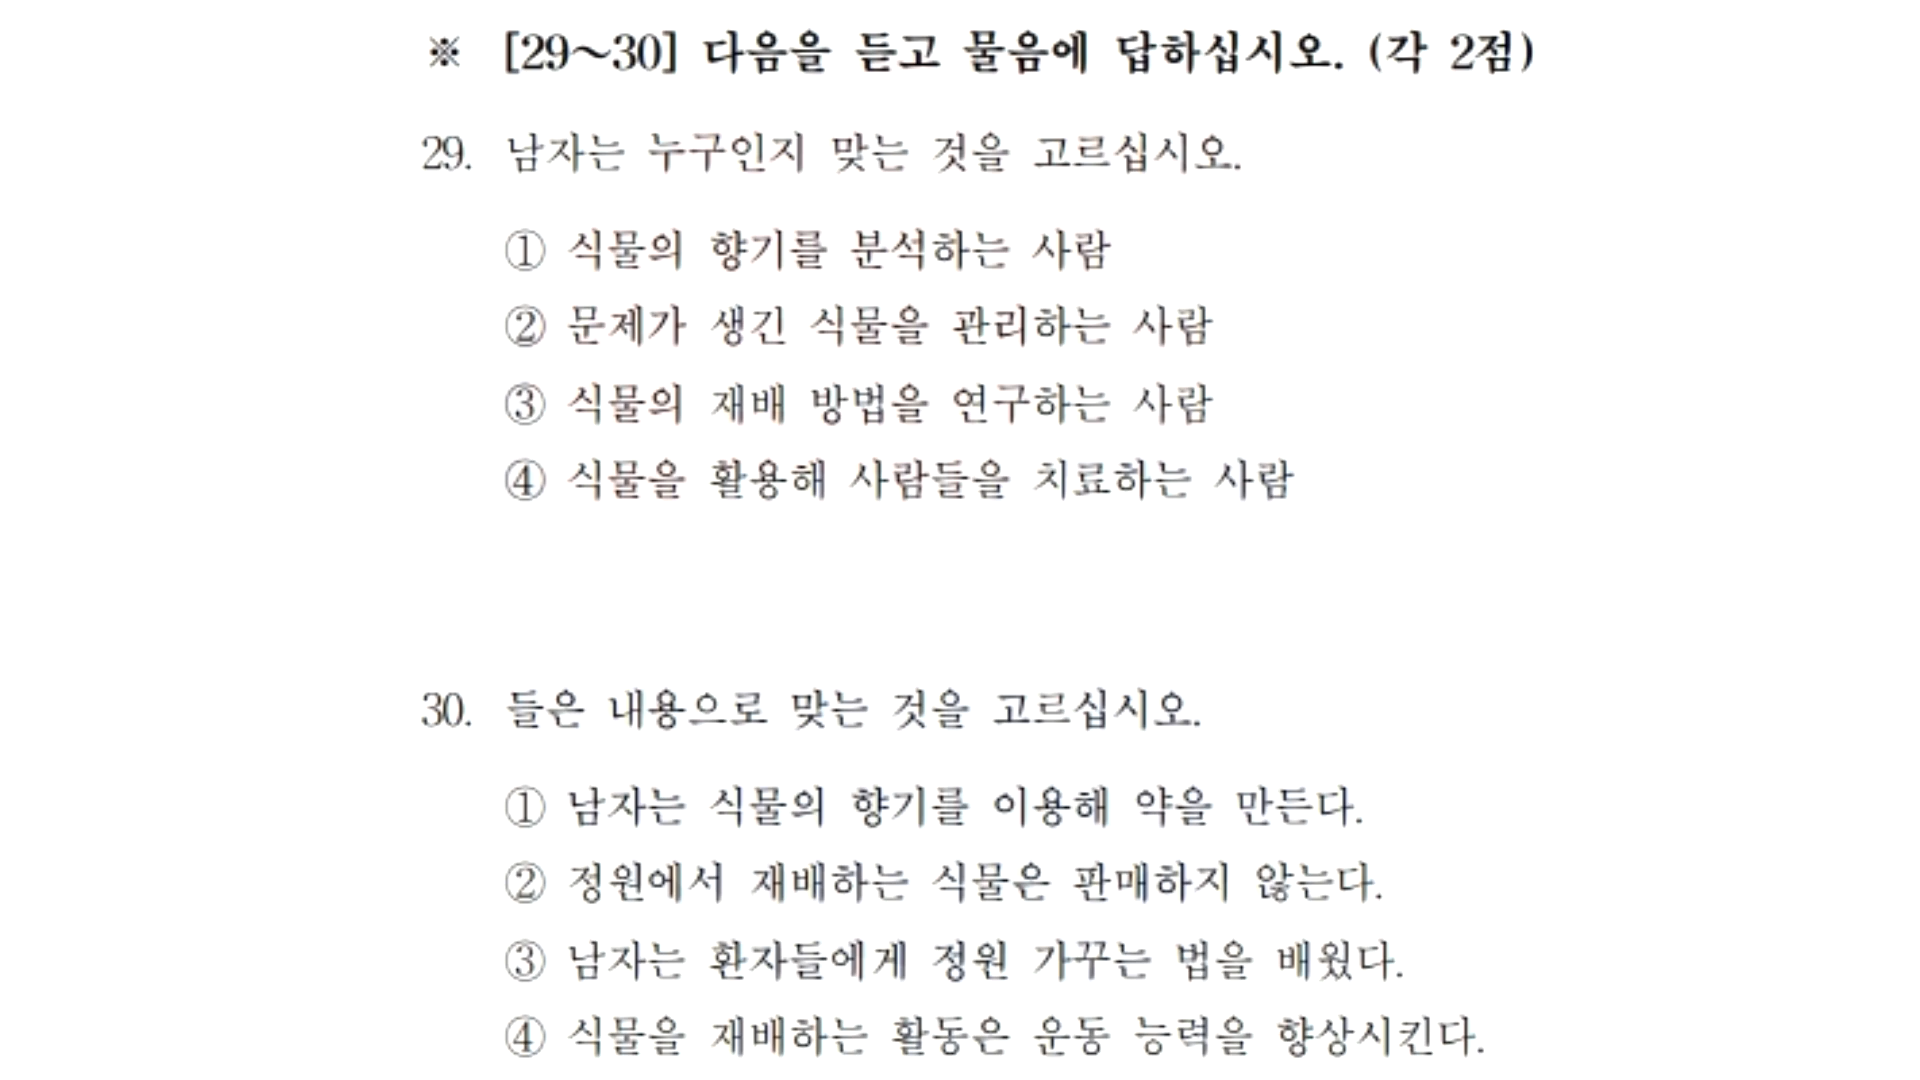 ※ [29~30] 다음을 듣고 물음에 답하십시오. (각 2점)
29. 남자는 누구인지 맞는 것을 고르십시오.
① 식물의 향기를 분석하는 사람
② 문제가 생긴 식물을 관리하는 사람
③ 식물의 재배 방법을 연구하는 사람
④ 식물을 활용해 사람들을 치료하는 사람
30. 들은 내용으로 맞는 것을 고르십시오.
① 남자는 식물의 향기를 이용해 약을 만든다.
② 정원에서 재배하는 식물은 판매하지 않는다.
③ 남자는 환자들에게 정원 가꾸는 법을 배웠다.
④ 식물을 재배하는 활동은 운동 능력을 향상시킨다.